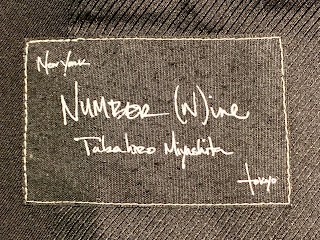 New York
NUMBER (N)ine
Takahiro Miyashita
tokyo